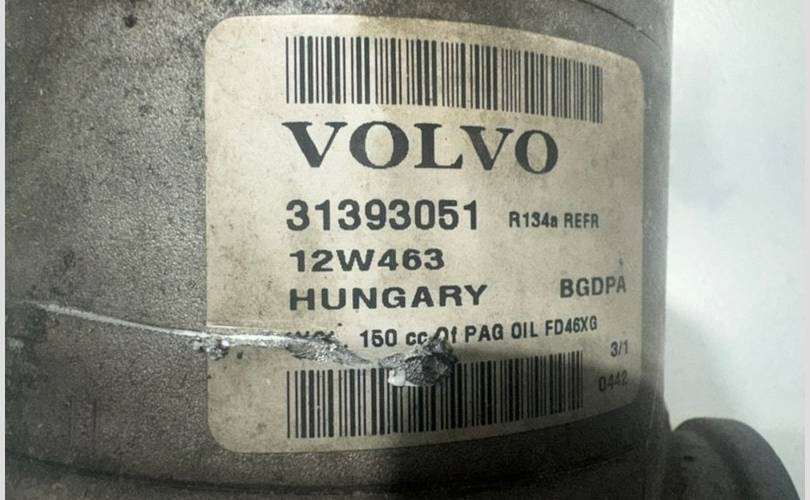 VOLVO
31393051 R134a REFR
12W463
HUNGARY BGDPA
150 cc Of PAG OIL FD46XG
3/1
0442